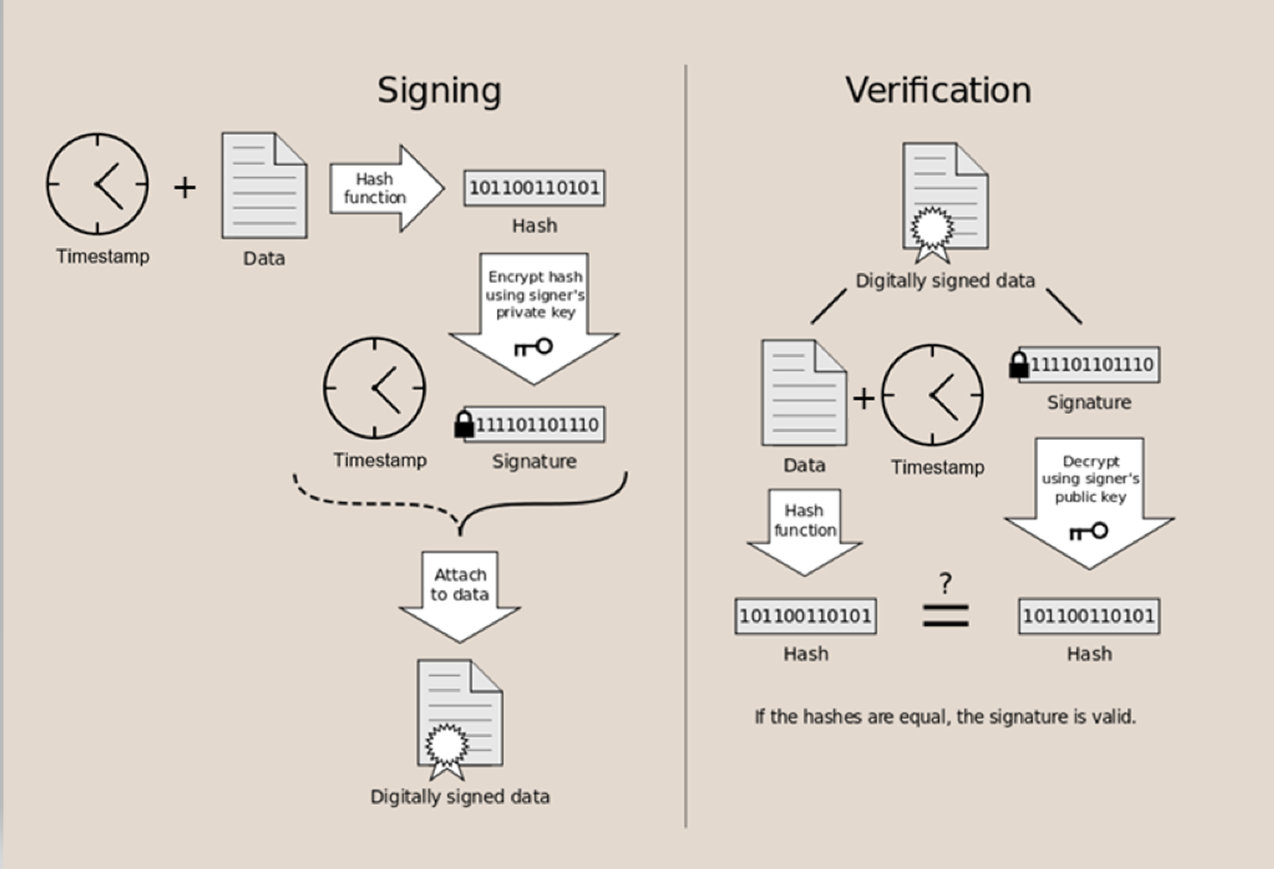 Signing
Timestamp
+
Data
Hash
function
101100110101
Hash
Encrypt hash
using signer's
private key
Timestamp
111101101110
Signature
Attach
to data
Digitally signed data
Verification
Digitally signed data
Data
+
Timestamp
111101101110
Signature
Hash
function
Decrypt
using signer's
public key
101100110101
Hash
?
=
101100110101
Hash
If the hashes are equal, the signature is valid.